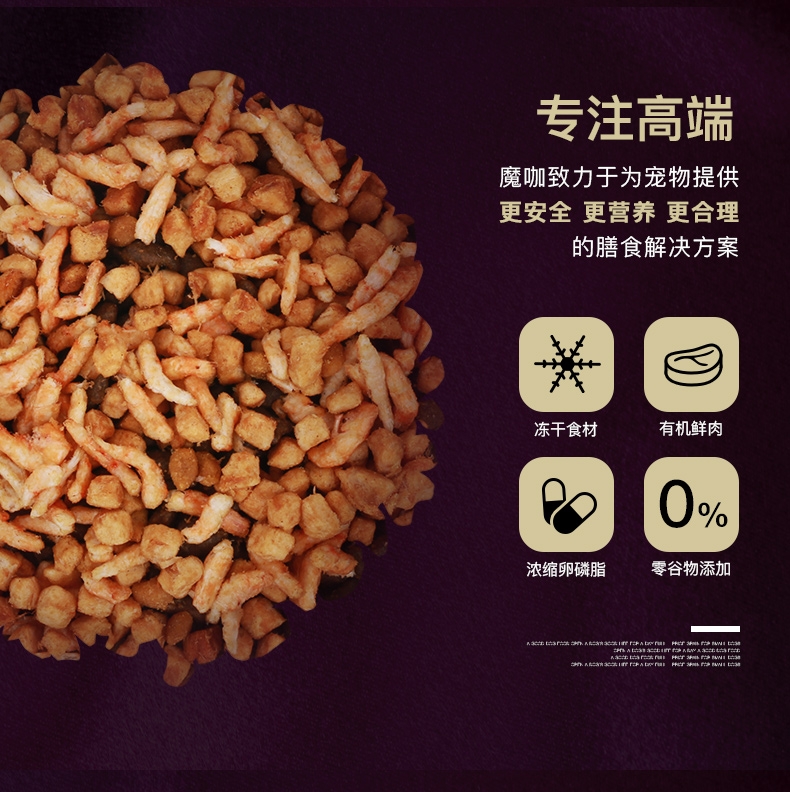 专注高端
魔咖致力于为宠物提供
更安全 更营养 更合理
的膳食解决方案
冻干食材
有机鲜肉
浓缩卵磷脂
0%
零谷物添加